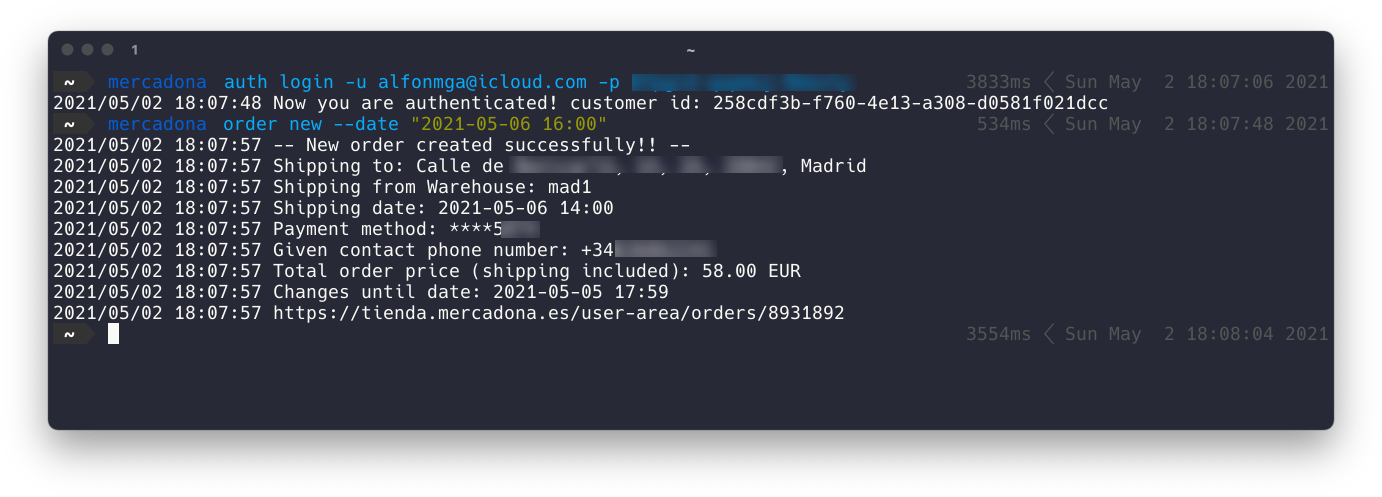 1
~
~ mercadona auth login -u alfonmga@icloud.com -p 3833ms < Sun May 2 18:07:06 2021
2021/05/02 18:07:48 Now you are authenticated! customer id: 258cdf3b-f760-4e13-a308-d0581f021dcc
~ mercadona order new --date "2021-05-06 16:00" 534ms < Sun May 2 18:07:48 2021
2021/05/02 18:07:57 -- New order created successfully!! --
2021/05/02 18:07:57 Shipping to: Calle de , Madrid
2021/05/02 18:07:57 Shipping from Warehouse: mad1
2021/05/02 18:07:57 Shipping date: 2021-05-06 14:00
2021/05/02 18:07:57 Payment method: ****5
2021/05/02 18:07:57 Given contact phone number: +34
2021/05/02 18:07:57 Total order price (shipping included): 58.00 EUR
2021/05/02 18:07:57 Changes until date: 2021-05-05 17:59
2021/05/02 18:07:57 https://tienda.mercadona.es/user-area/orders/8931892
~ 3554ms < Sun May 2 18:08:04 2021